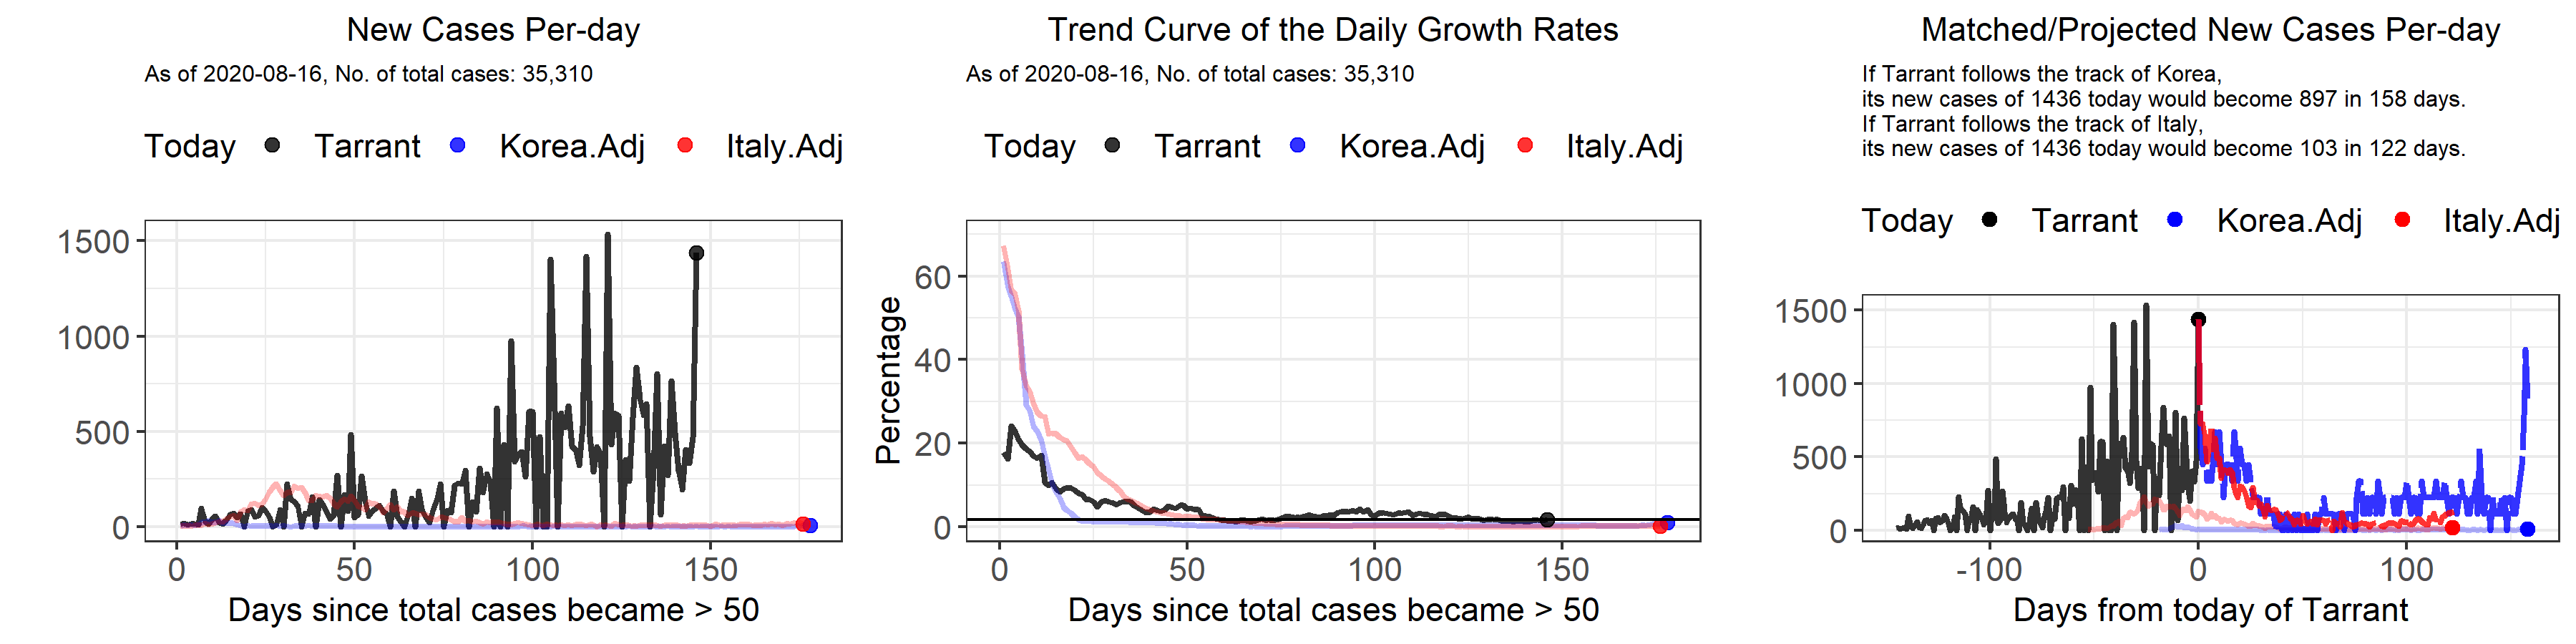 New Cases Per-day
As of 2020-08-16, No. of total cases: 35,310
Today Tarrant Korea.Adj Italy.Adj
1500
1000
500
0
0 50 100 150
Days since total cases became > 50
Trend Curve of the Daily Growth Rates
As of 2020-08-16, No. of total cases: 35,310
Today Tarrant Korea.Adj Italy.Adj
Percentage
60
40
20
0
0 50 100 150
Days since total cases became > 50
Matched/Projected New Cases Per-day
If Tarrant follows the track of Korea,
its new cases of 1436 today would become 897 in 158 days.
If Tarrant follows the track of Italy,
its new cases of 1436 today would become 103 in 122 days.
Today Tarrant Korea.Adj Italy.Adj
1500
1000
500
0
-100 0 100
Days from today of Tarrant